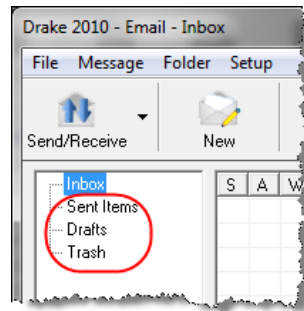 Drake 2010 - Email - Inbox
File Message Folder Setup
Send/Receive New
Inbox S A W
Sent Items
Drafts
Trash